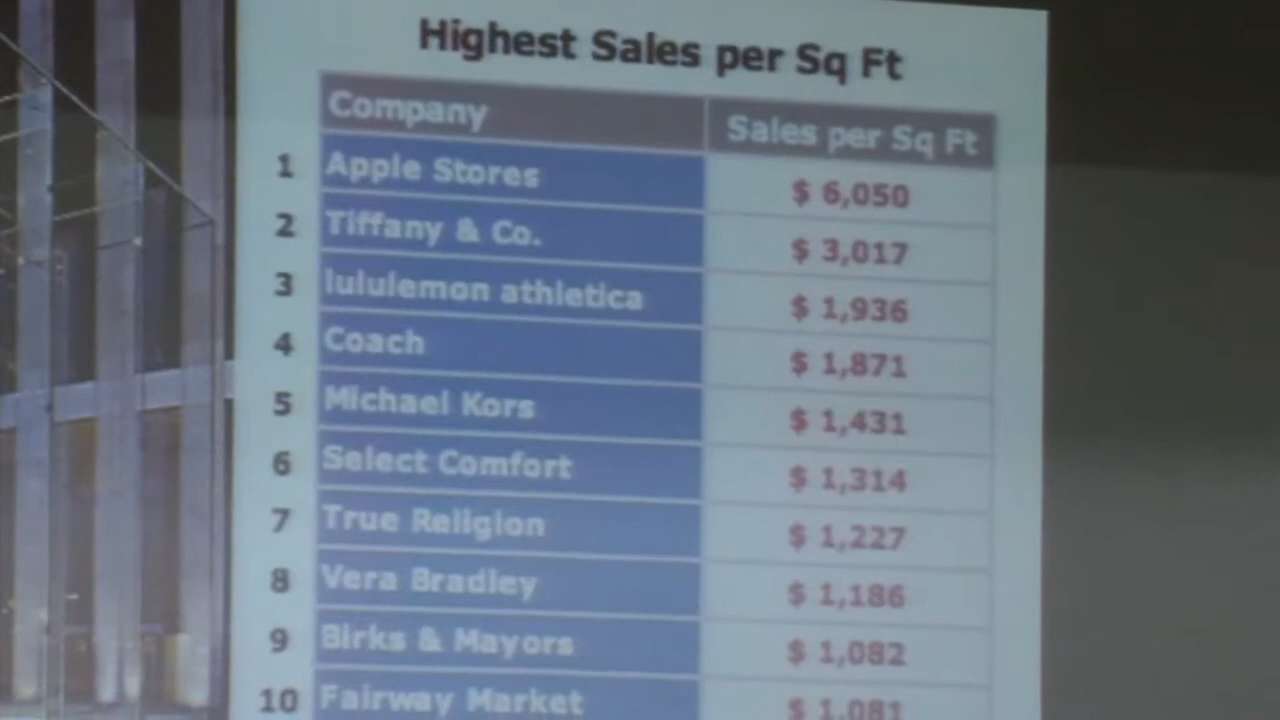 Highest Sales per Sq Ft
Company Sales per Sq Ft
1 Apple Stores $ 6,050
2 Tiffany & Co. $ 3,017
3 lululemon athletica $ 1,936
4 Coach $ 1,871
5 Michael Kors $ 1,431
6 Select Comfort $ 1,314
7 True Religion $ 1,227
8 Vera Bradley $ 1,186
9 Birks & Mayors $ 1,082
10 Fairway Market $ 1,081